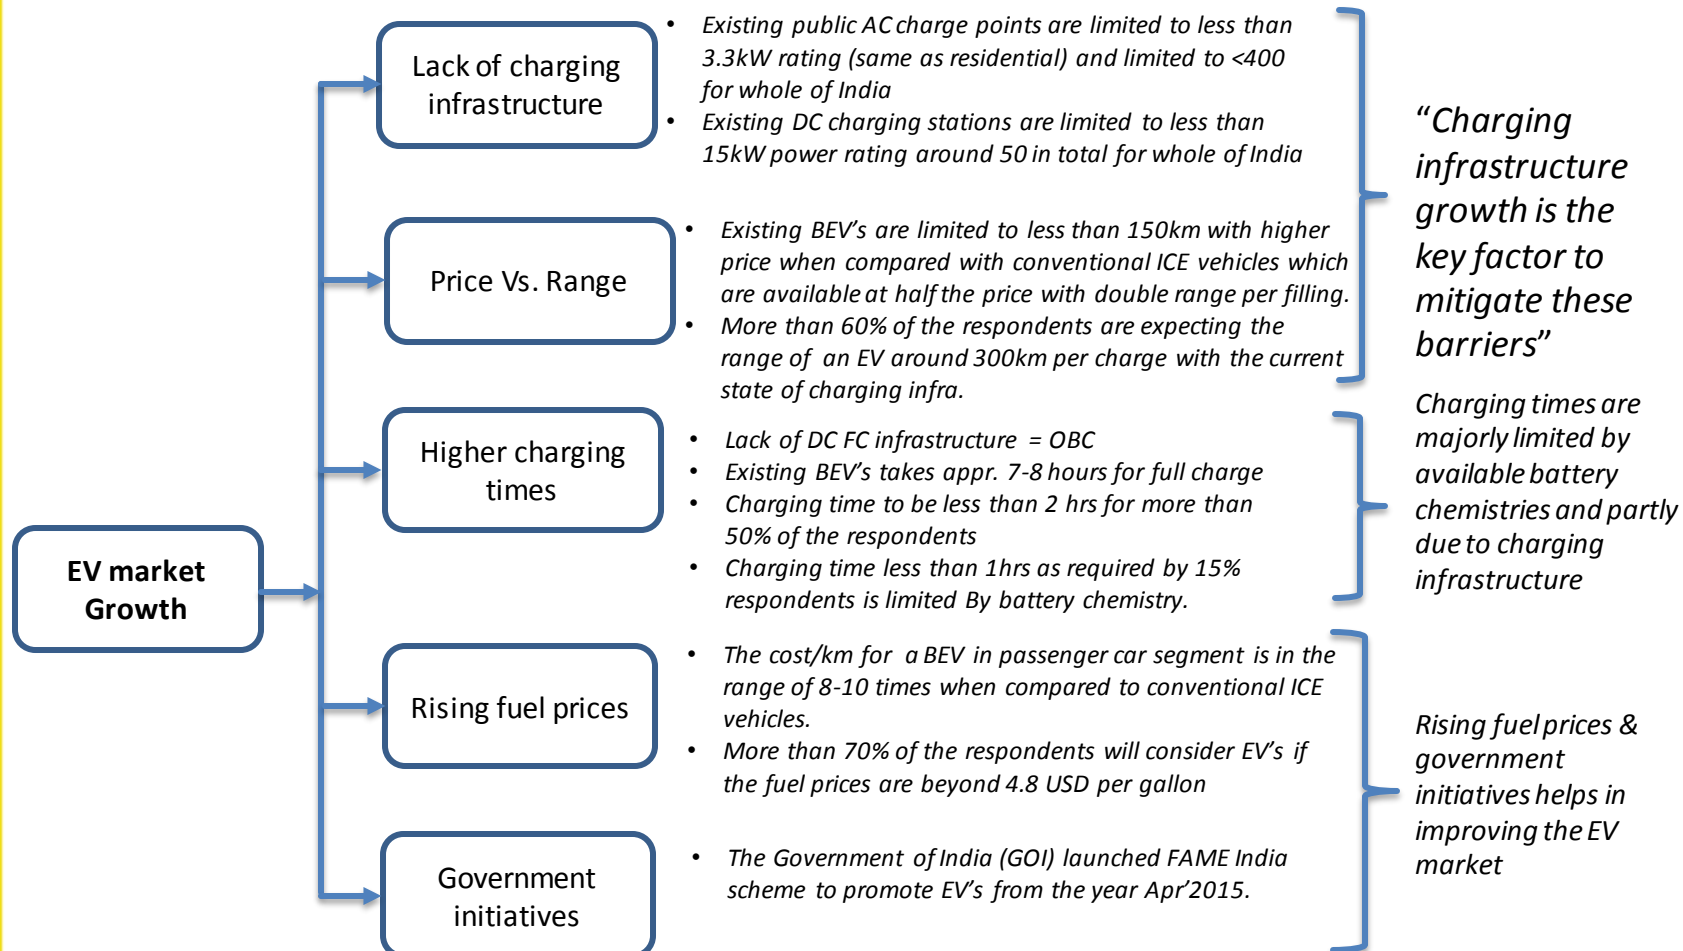 Lack of charging
infrastructure
• Existing public AC charge points are limited to less than
3.3kW rating (same as residential) and limited to <400
for whole of India
• Existing DC charging stations are limited to less than
15kW power rating around 50 in total for whole of India
Price Vs. Range
• Existing BEV's are limited to less than 150km with higher
price when compared with conventional ICE vehicles which
are available at half the price with double range per filling.
• More than 60% of the respondents are expecting the
range of an EV around 300km per charge with the current
state of charging infra.
“Charging
infrastructure
growth is the
key factor to
mitigate these
barriers”
Higher charging
times
• Lack of DC FC infrastructure = OBC
• Existing BEV's takes appr. 7-8 hours for full charge
• Charging time to be less than 2 hrs for more than
50% of the respondents
• Charging time less than 1hrs as required by 15%
respondents is limited By battery chemistry.
Charging times are
majorly limited by
available battery
chemistries and partly
due to charging
infrastructure
EV market
Growth
Rising fuel prices
• The cost/km for a BEV in passenger car segment is in the
range of 8-10 times when compared to conventional ICE
vehicles.
• More than 70% of the respondents will consider EV's if
the fuel prices are beyond 4.8 USD per gallon
Government
initiatives
• The Government of India (GOI) launched FAME India
scheme to promote EV's from the year Apr'2015.
Rising fuel prices &
government
initiatives helps in
improving the EV
market